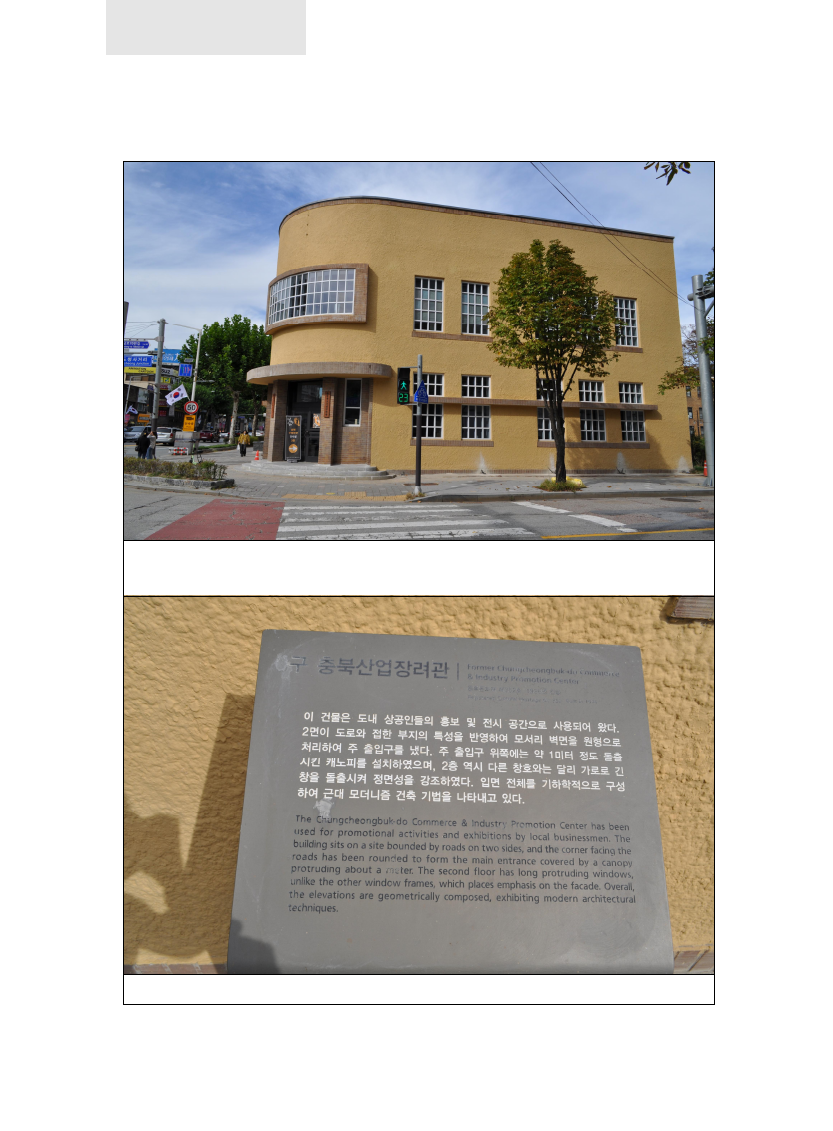 50
23
구 충북산업장려관
Former Chungcheongbuk-do Commerce
& Industry Promotion Center
이 건물은 도내 상공인들의 홍보 및 전시 공간으로 사용되어 왔다.
2면이 도로와 접한 부지의 특성을 반영하여 모서리 벽면을 원형으로
처리하여 주 출입구를 냈다. 주 출입구 위쪽에는 약 1미터 정도 돌출
시킨 캐노피를 설치하였으며, 2층 역시 다른 창호와는 달리 가로로 긴
창을 돌출시켜 정면성을 강조하였다. 입면 전체를 기하학적으로 구성
하여 근대 모더니즘 건축 기법을 나타내고 있다.
The Chungcheongbuk-do Commerce & Industry Promotion Center has been
used for promotional activities and exhibitions by local businessmen. The
building sits on a site bounded by roads on two sides, and the corner facing the
roads has been rounded to form the main entrance covered by a canopy
protruding about a meter. The second floor has long protruding windows,
unlike the other window frames, which places emphasis on the facade. Overall,
the elevations are geometrically composed, exhibiting modern architectural
techniques.